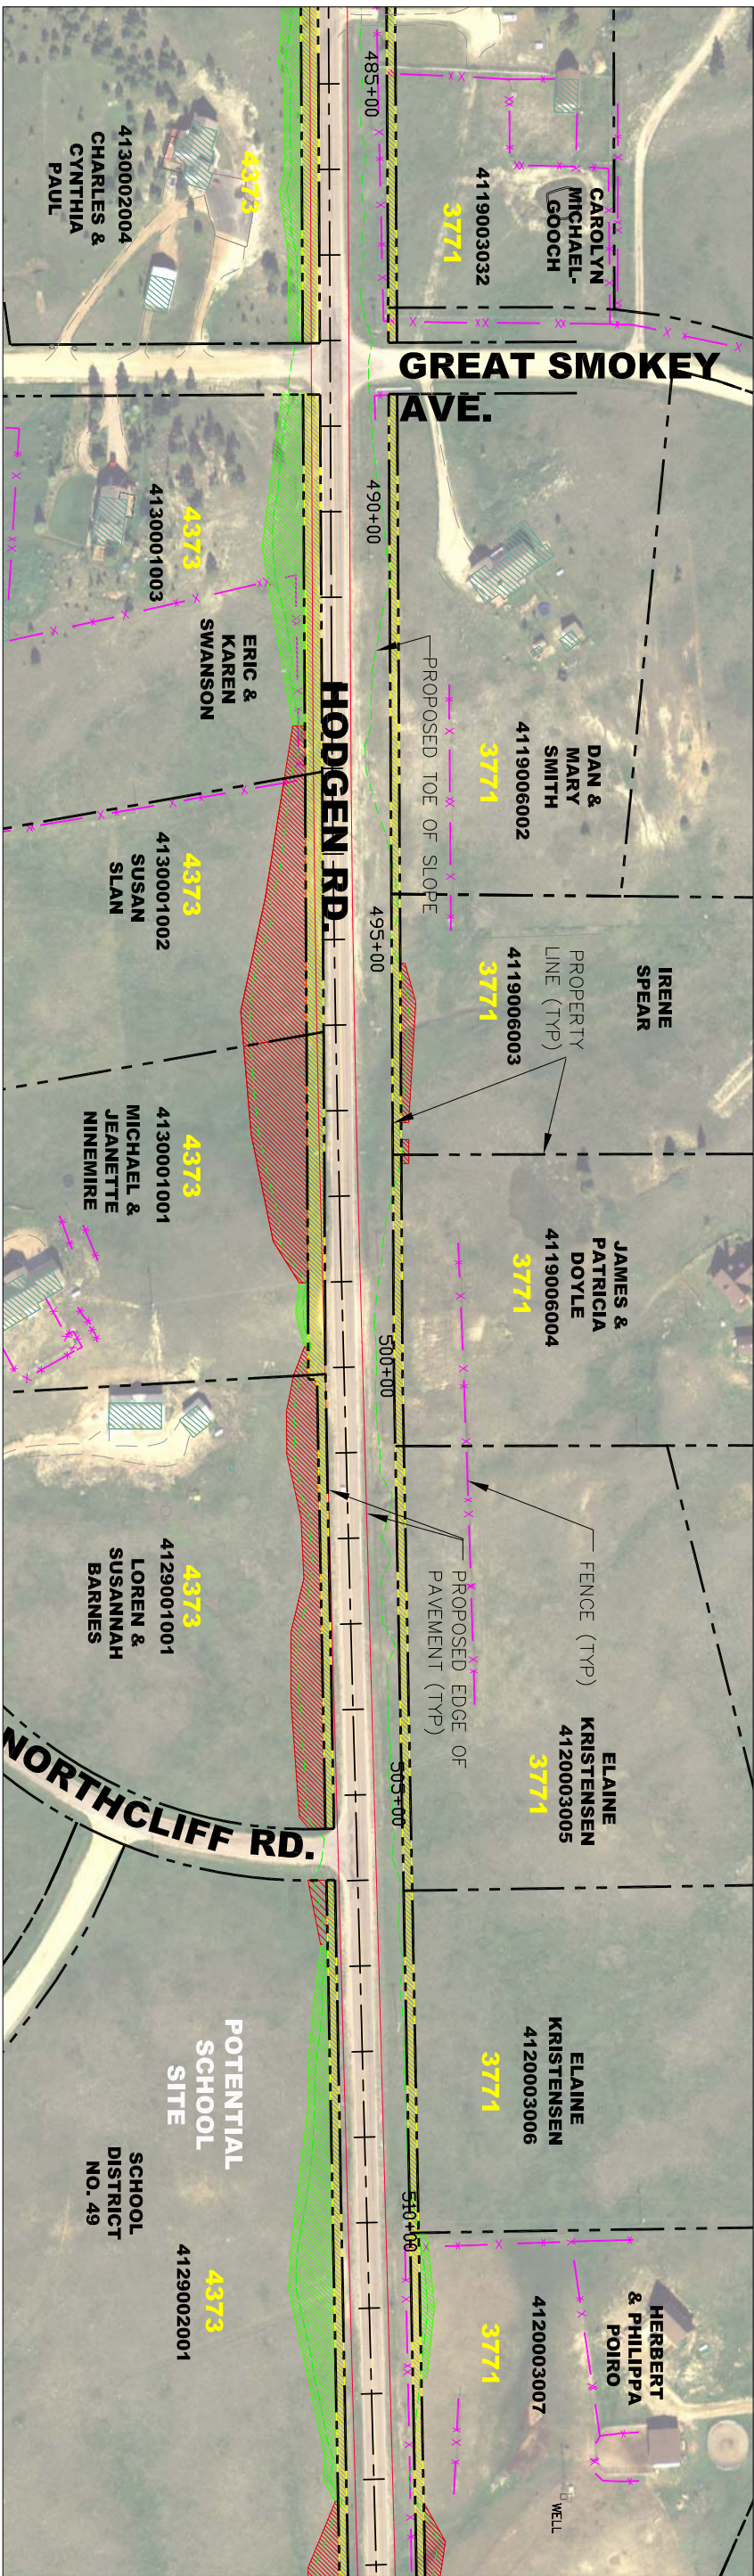 485+00
CAROLYN
MICHAEL-
GOOCH
4119003032
3771
4373
4130002004
CHARLES &
CYNTHIA
PAUL
GREAT SMOKEY
AVE.
490+00
4373
4130001003
ERIC &
KAREN
SWANSON
HODGEN RD.
PROPOSED TOE OF SLOPE
DAN &
MARY
SMITH
4119006002
3771
4373
4130001002
SUSAN
SLAN
495+00
IRENE
SPEAR
PROPERTY
LINE (TYP)
4119006003
3771
4373
4130001001
MICHAEL &
JEANETTE
NINEMIRE
JAMES &
PATRICIA
DOYLE
4119006004
3771
500+00
FENCE (TYP)
PROPOSED EDGE OF
PAVEMENT (TYP)
4373
4129001001
LOREN &
SUSANNAH
BARNES
ELAINE
KRISTENSEN
4120003005
3771
505+00
NORTHCLIFF RD.
ELAINE
KRISTENSEN
4120003006
3771
POTENTIAL
SCHOOL
SITE
SCHOOL
DISTRICT
NO. 49
4373
4129002001
510+00
HERBERT
& PHILIPPA
POIRO
4120003007
3771
WELL